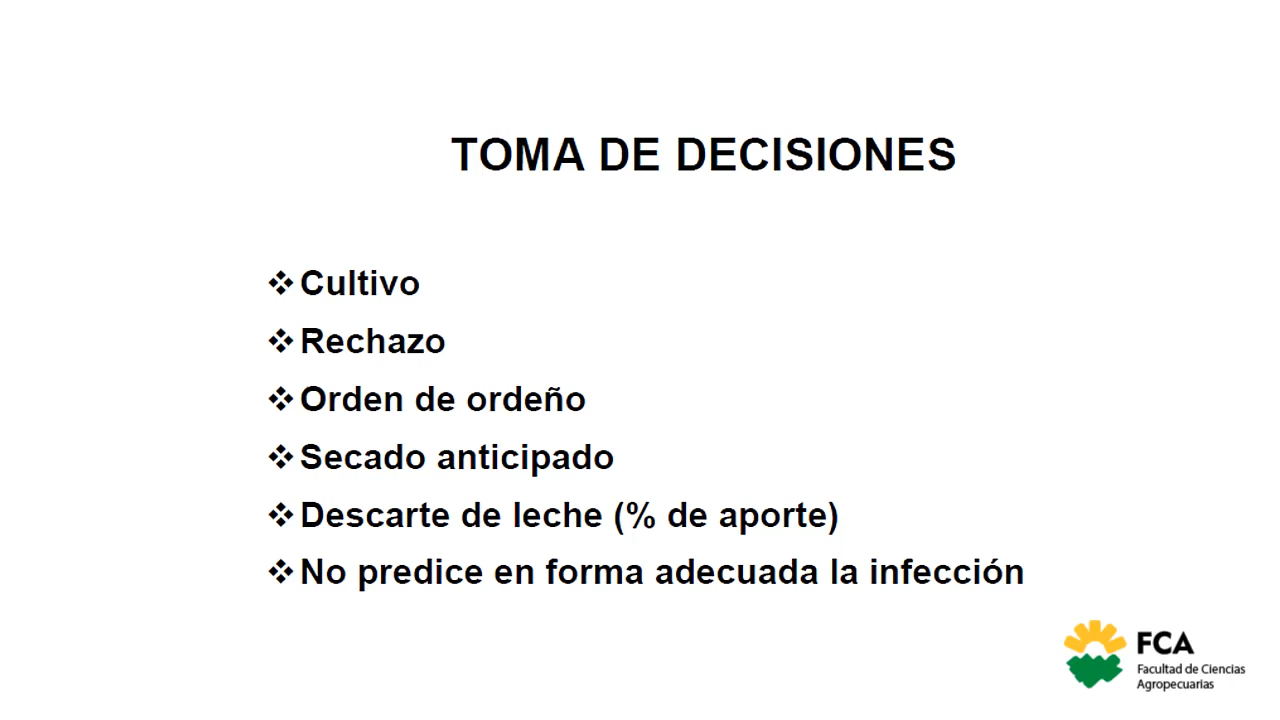 TOMA DE DECISIONES
❖ Cultivo
❖ Rechazo
❖ Orden de ordeño
❖ Secado anticipado
❖ Descarte de leche (% de aporte)
❖ No predice en forma adecuada la infección
FCA
Facultad de Ciencias
Agropecuarias